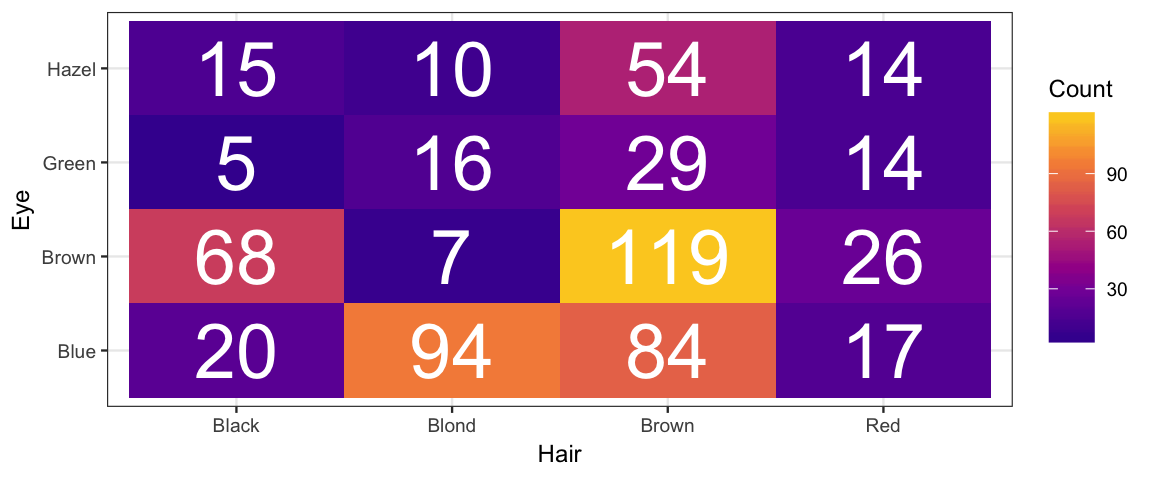 Hazel 15 10 54 14
Green 5 16 29 14
Brown 68 7 119 26
Blue 20 94 84 17
Black Blond Brown Red
Hair
Eye
Count
90
60
30